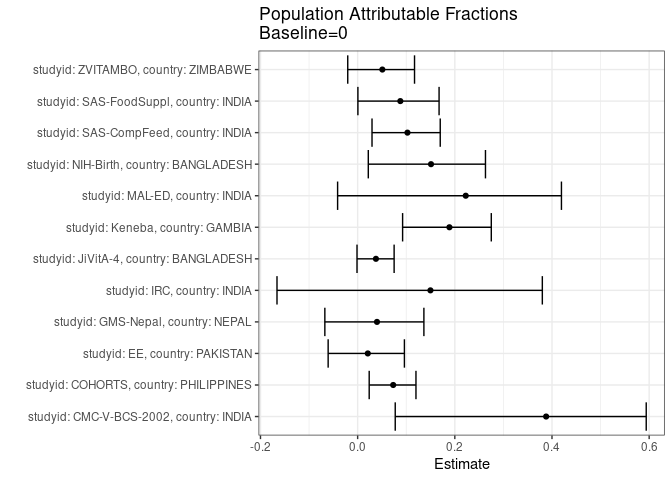 Population Attributable Fractions
Baseline=0
studyid: ZVITAMBO, country: ZIMBABWE
studyid: SAS-FoodSuppl, country: INDIA
studyid: SAS-CompFeed, country: INDIA
studyid: NIH-Birth, country: BANGLADESH
studyid: MAL-ED, country: INDIA
studyid: Keneba, country: GAMBIA
studyid: JiVitA-4, country: BANGLADESH
studyid: IRC, country: INDIA
studyid: GMS-Nepal, country: NEPAL
studyid: EE, country: PAKISTAN
studyid: COHORTS, country: PHILIPPINES
studyid: CMC-V-BCS-2002, country: INDIA
-0.2 0.0 0.2 0.4 0.6
Estimate